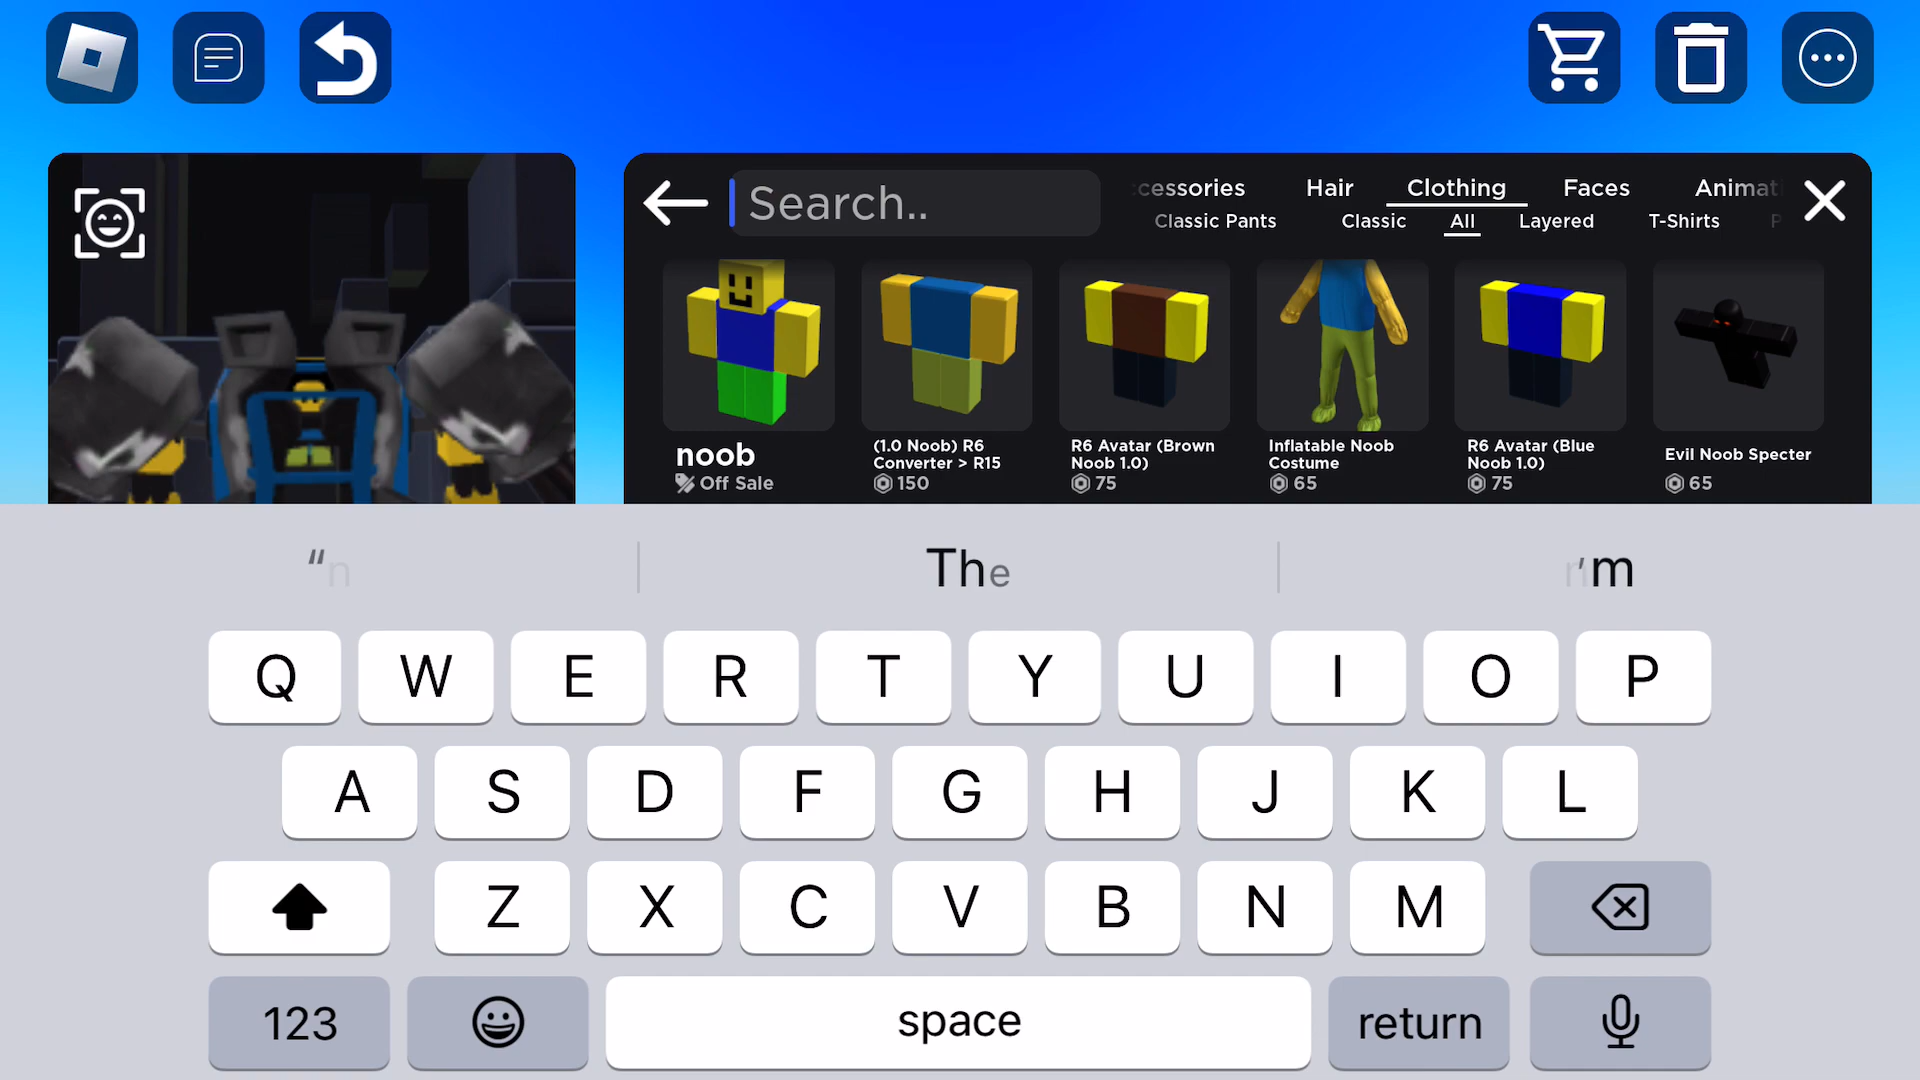 Search..
ccessories Hair Clothing Faces Animati
Classic Pants Classic All Layered T-Shirts P
noob
Off Sale
(1.0 Noob) R6
Converter > R15
150
R6 Avatar (Brown
Noob 1.0)
75
Inflatable Noob
Costume
65
R6 Avatar (Blue
Noob 1.0)
75
Evil Noob Specter
65
“n The n'm
Q W E R T Y U I O P
A S D F G H J K L
Z X C V B N M
123 space return